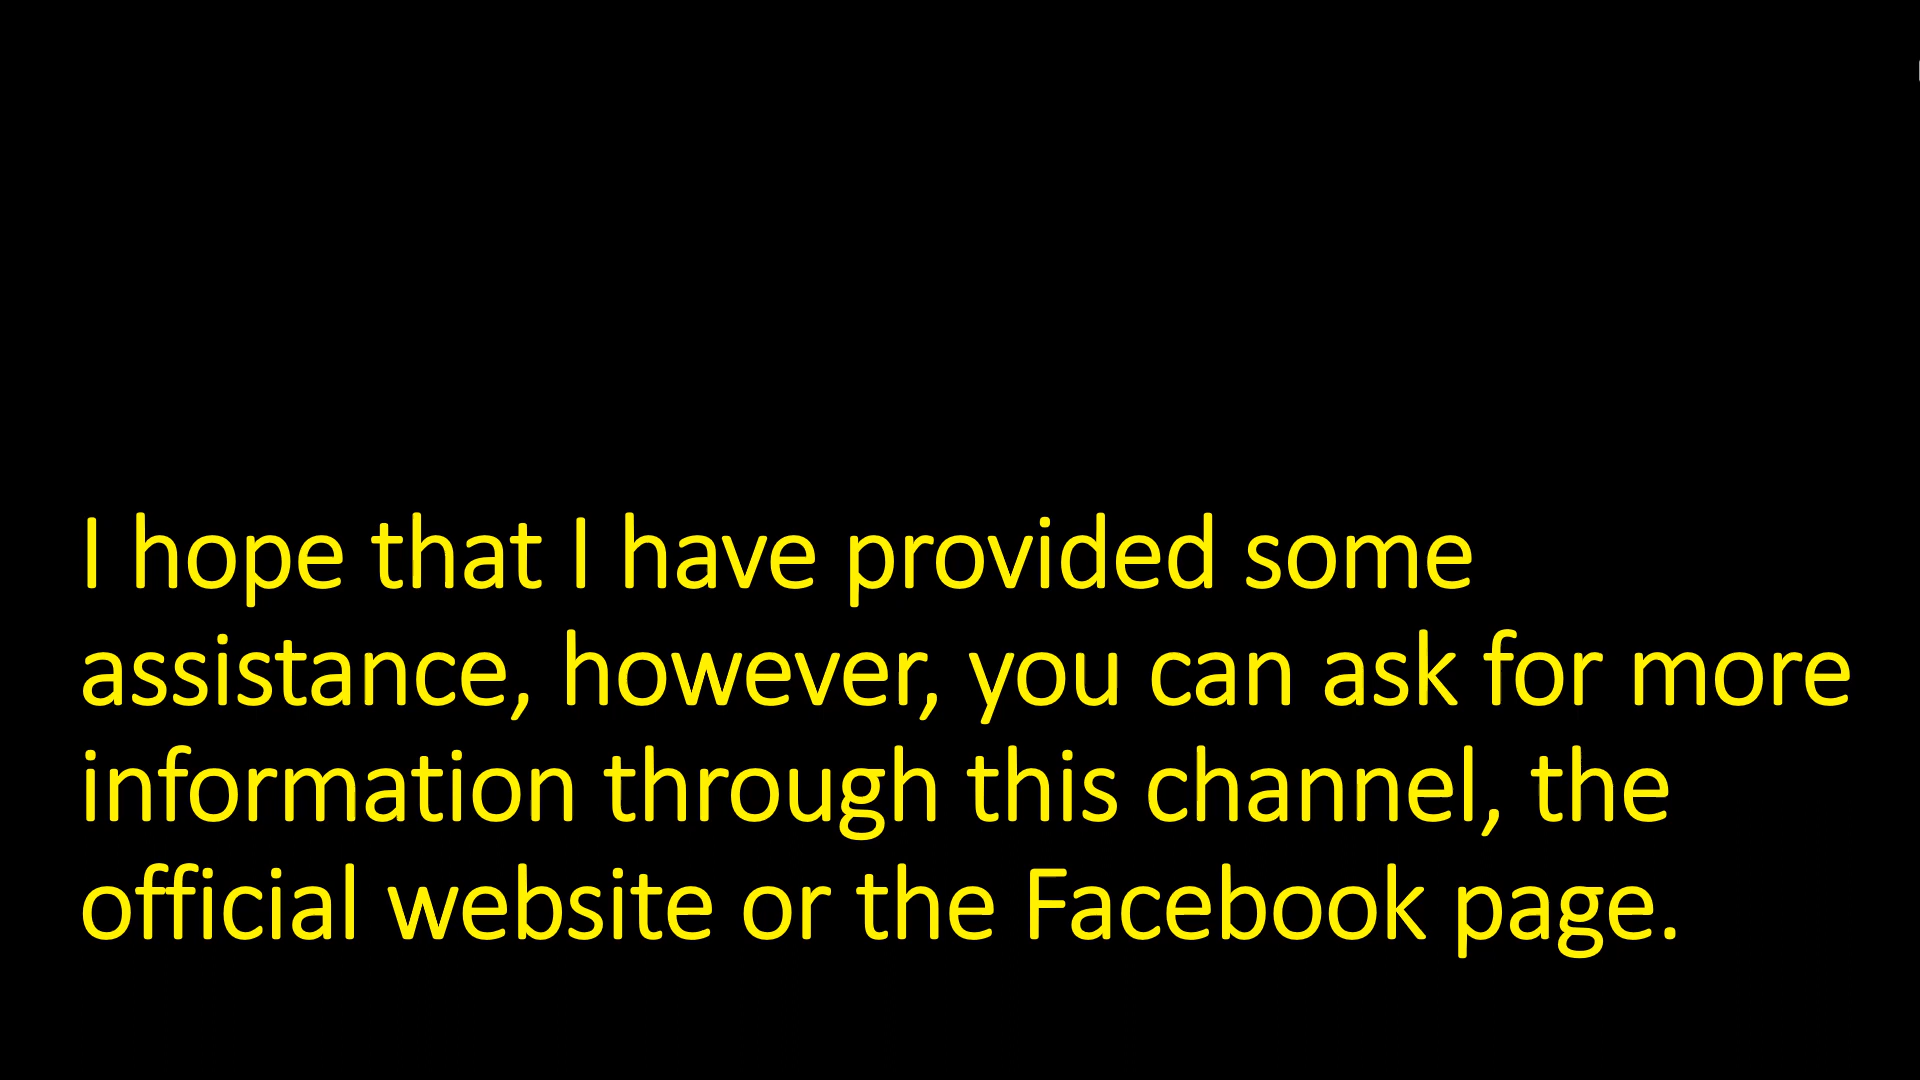 I hope that I have provided some
assistance, however, you can ask for more
information through this channel, the
official website or the Facebook page.